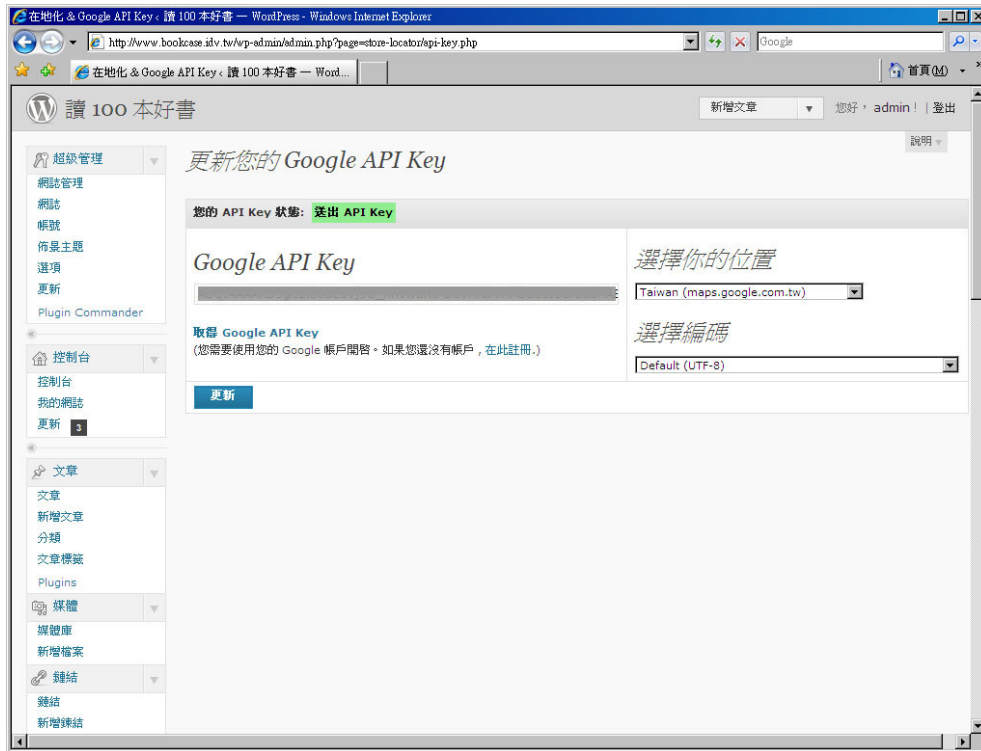 在地化 & Google API Key ‹ 讀 100 本好書 — WordPress - Windows Internet Explorer
http://www.bookcase.idv.tw/wp-admin/admin.php?page=store-locator/api-key.php
Google
在地化 & Google API Key ‹ 讀 100 本好書 — Word...
首頁(M)
讀 100 本好書
新增文章
您好, admin! | 登出
說明
超級管理
網誌管理
網誌
帳號
佈景主題
選項
更新
Plugin Commander
控制台
控制台
我的網誌
更新 3
文章
文章
新增文章
分類
文章標籤
Plugins
媒體
媒體庫
新增檔案
鏈結
鏈結
新增鍊結
更新您的 Google API Key
您的 API Key 狀態: 送出 API Key
Google API Key
取得 Google API Key
(您需要使用您的 Google 帳戶開啓。如果您還沒有帳戶 , 在此註冊.)
更新
選擇你的位置
Taiwan (maps.google.com.tw)
選擇編碼
Default (UTF-8)